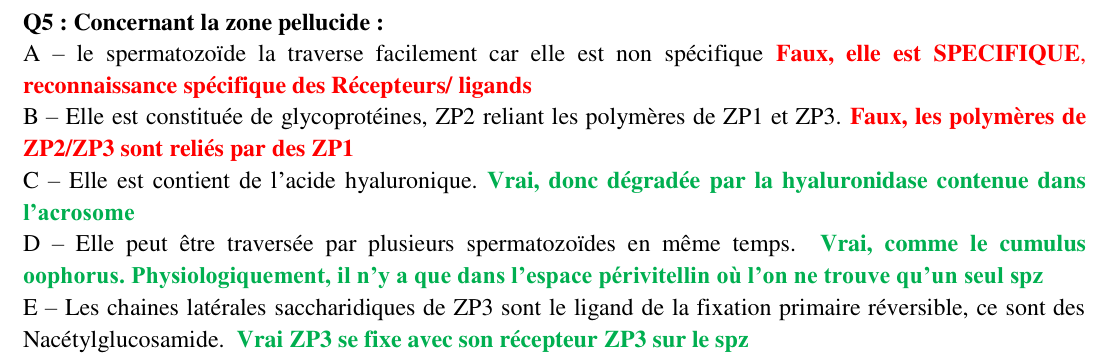 Q5 : Concernant la zone pellucide :
A – le spermatozoïde la traverse facilement car elle est non spécifique Faux, elle est SPECIFIQUE,
reconnaissance spécifique des Récepteurs/ ligands
B – Elle est constituée de glycoprotéines, ZP2 reliant les polymères de ZP1 et ZP3. Faux, les polymères de
ZP2/ZP3 sont reliés par des ZP1
C – Elle est contient de l’acide hyaluronique. Vrai, donc dégradée par la hyaluronidase contenue dans
l’acrosome
D – Elle peut être traversée par plusieurs spermatozoïdes en même temps. Vrai, comme le cumulus
oophorus. Physiologiquement, il n’y a que dans l’espace périvitellin où l’on ne trouve qu’un seul spz
E – Les chaines latérales saccharidiques de ZP3 sont le ligand de la fixation primaire réversible, ce sont des
Nacétylglucosamide. Vrai ZP3 se fixe avec son récepteur ZP3 sur le spz